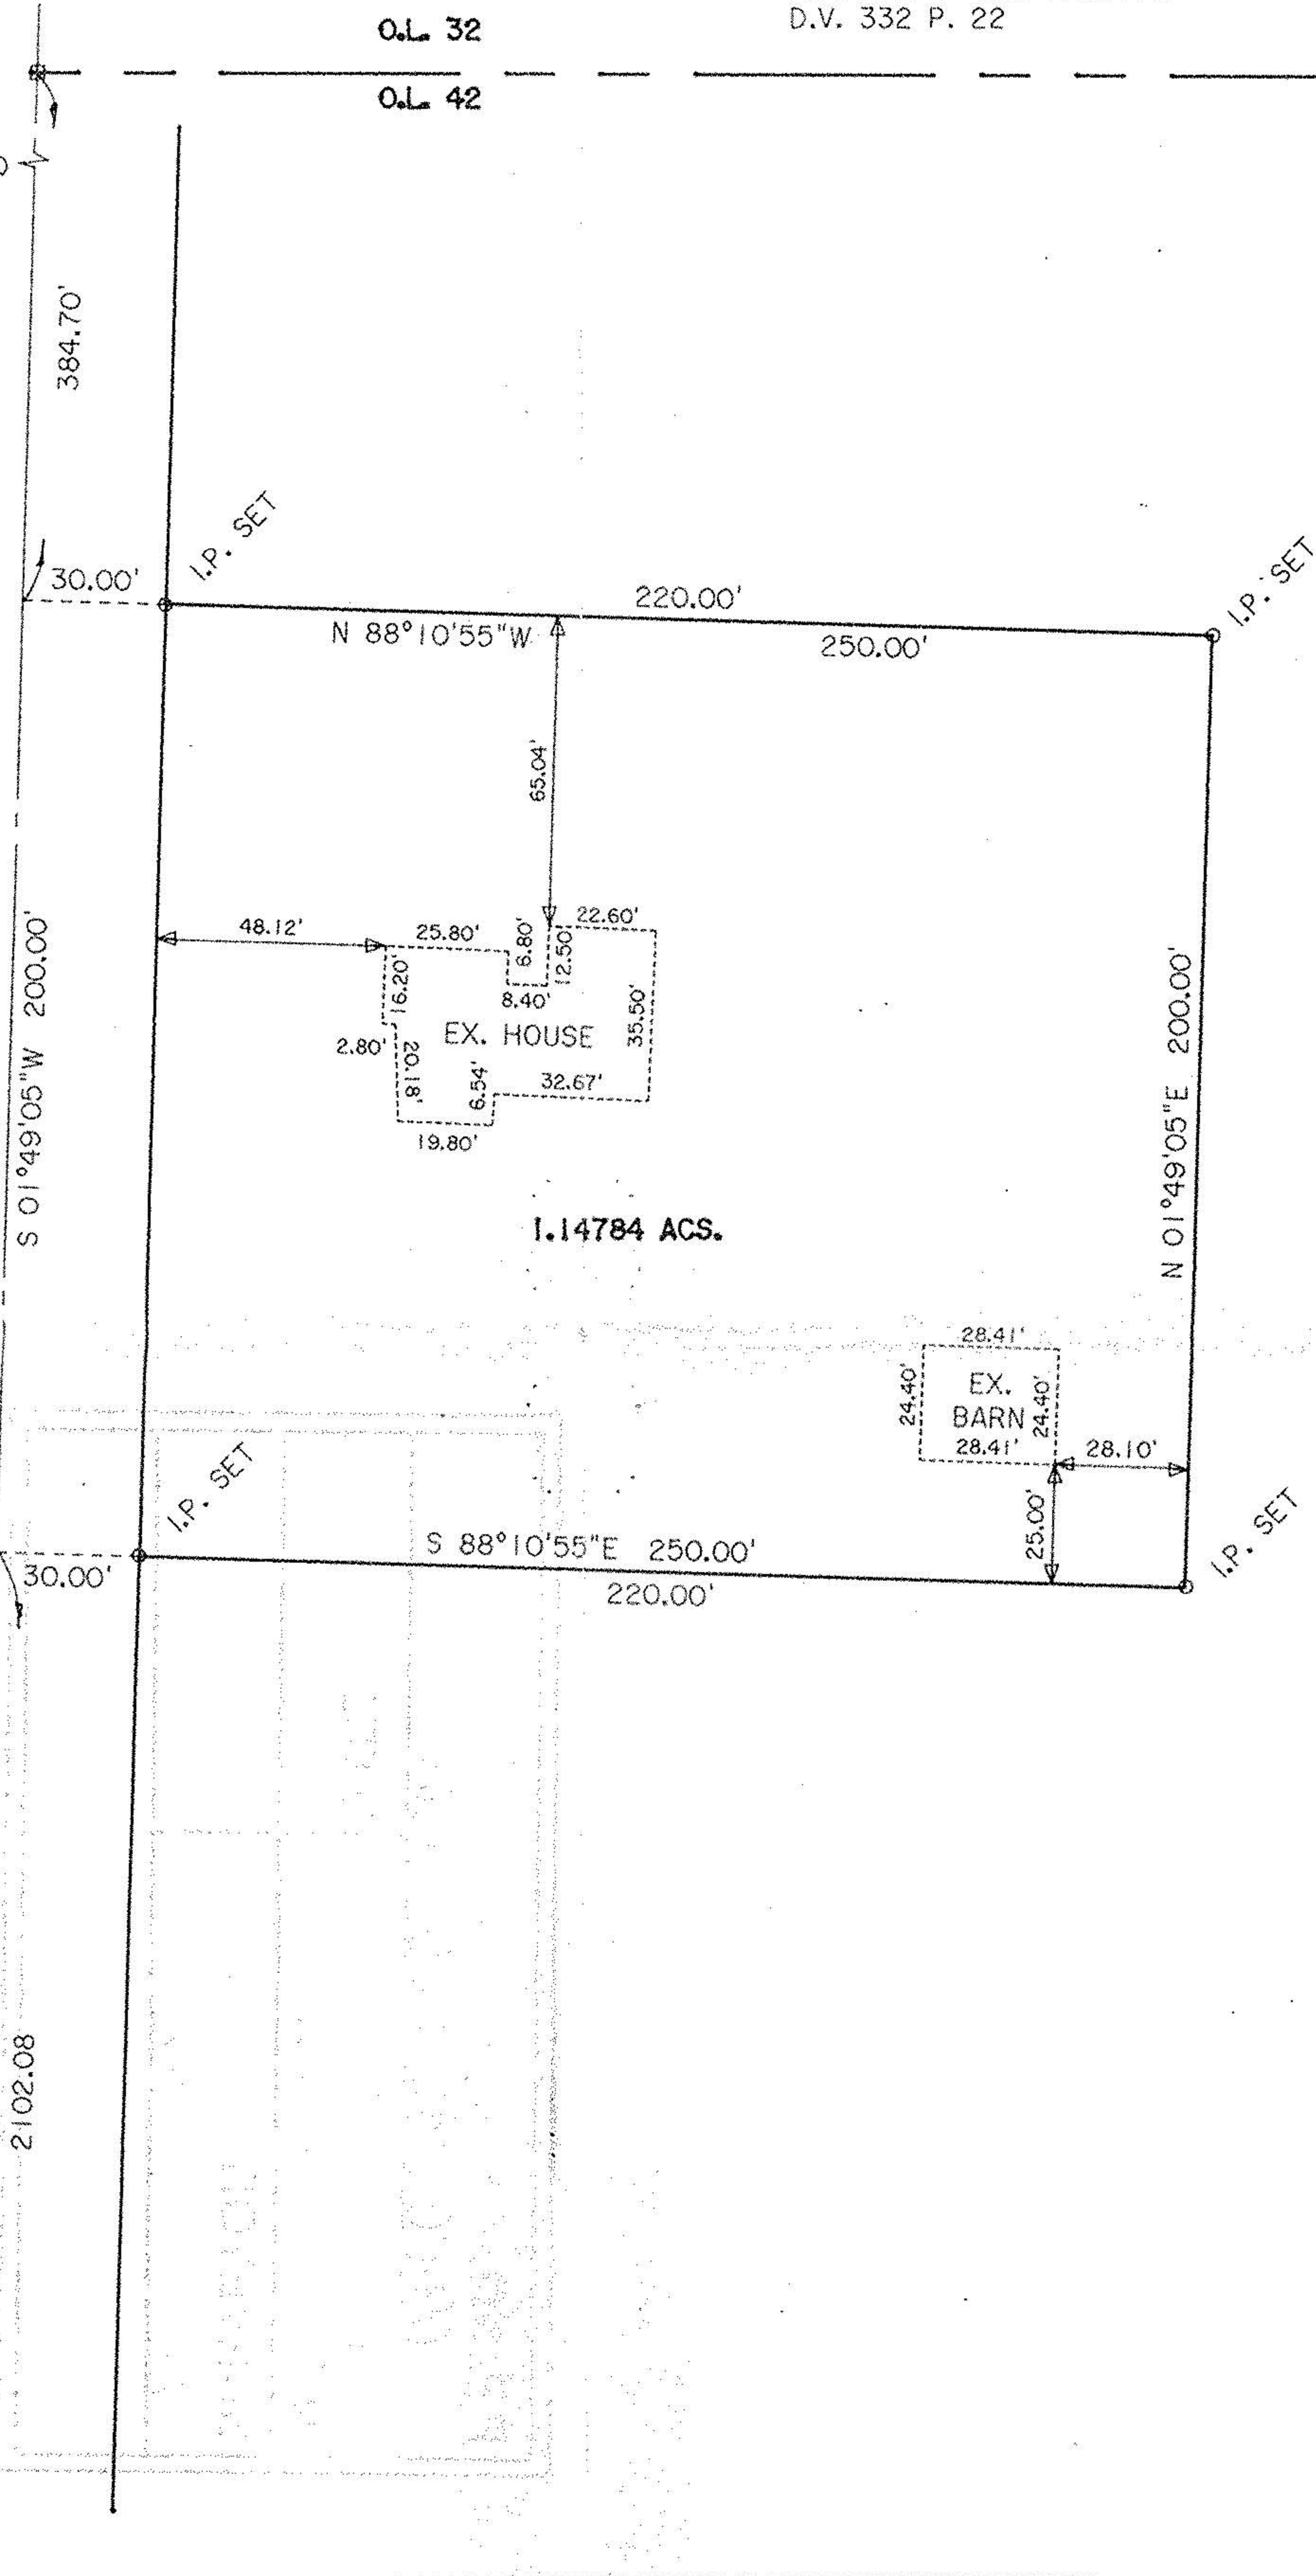 D.V. 332 P. 22
O.L. 32
O.L. 42
384.70'
I.P. SET
I.P. SET
30.00'
220.00'
N 88°10'55"W
250.00'
65.04'
S 01°49'05"W 200.00'
48.12'
25.80'
6.80'
22.60'
12.50'
16.20'
8.40'
35.50'
EX. HOUSE
2.80'
20.18'
6.54'
32.67'
19.80'
N 01°49'05"E 200.00'
1.14784 ACS.
28.41'
24.40'
EX.
BARN
24.40'
28.41'
28.10'
25.00'
I.P. SET
I.P. SET
S 88°10'55"E 250.00'
30.00'
220.00'
2102.08